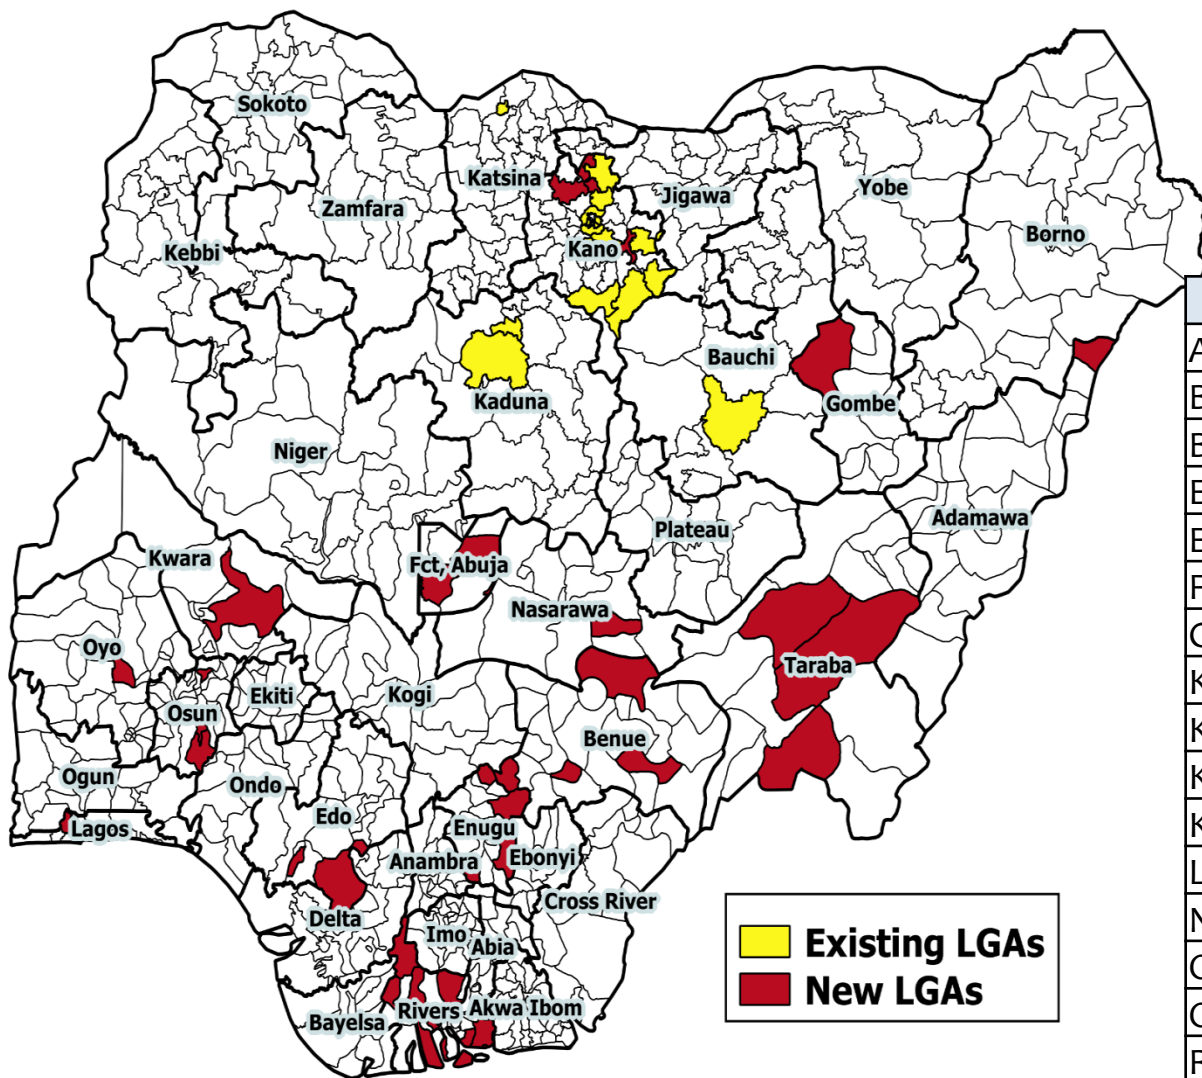 Sokoto
Katsina
Jigawa
Yobe
Borno
Zamfara
Kebbi
Kano
Bauchi
Gombe
Kaduna
Niger
Adamawa
Plateau
Kwara
Fct, Abuja
Nasarawa
Oyo
Taraba
Ekiti
Kogi
Osun
Benue
Ogun
Ondo
Edo
Lagos
Enugu
Anambra
Ebonyi
Cross River
Delta
Imo
Abia
Bayelsa
Rivers
Akwa Ibom
Existing LGAs
New LGAs